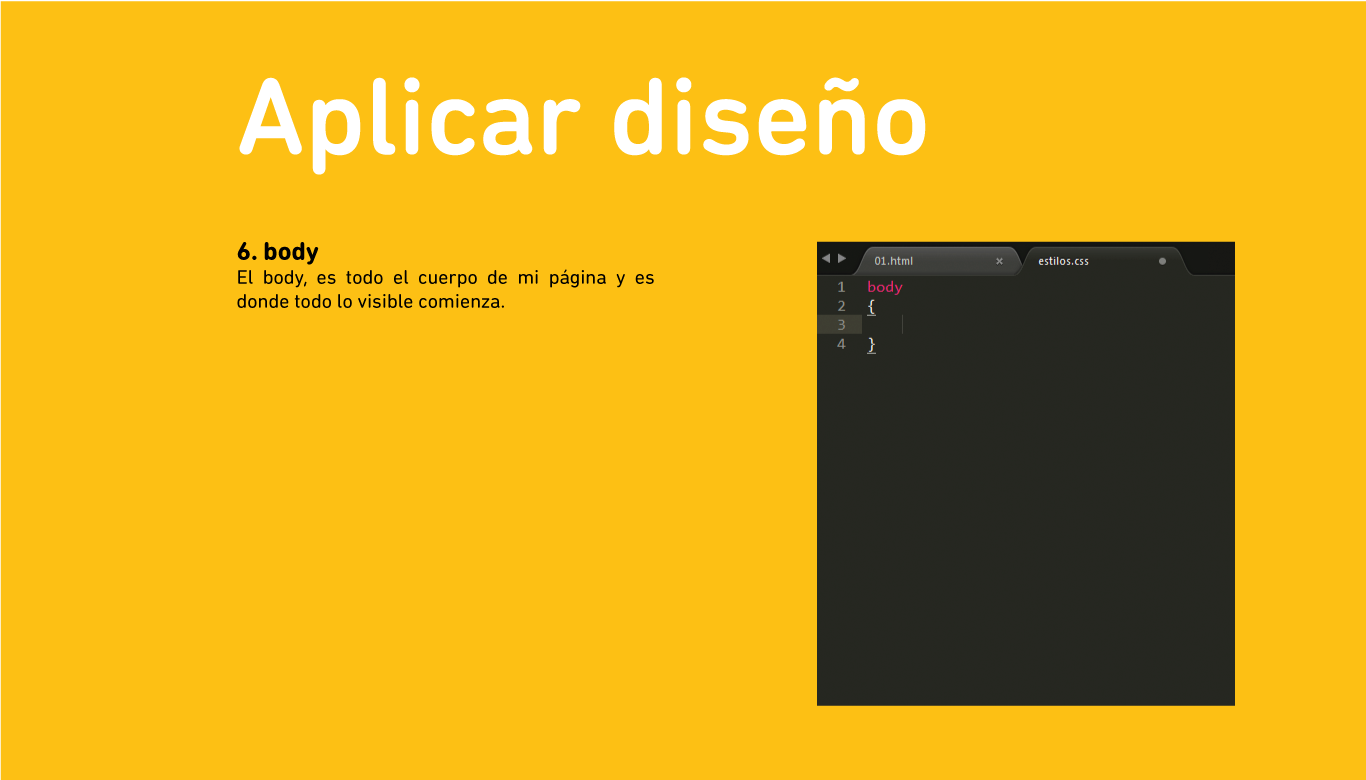 Aplicar diseño
6. body
El body, es todo el cuerpo de mi página y es
donde todo lo visible comienza.
01.html × estilos.css
1 body
2 {
3
4 }